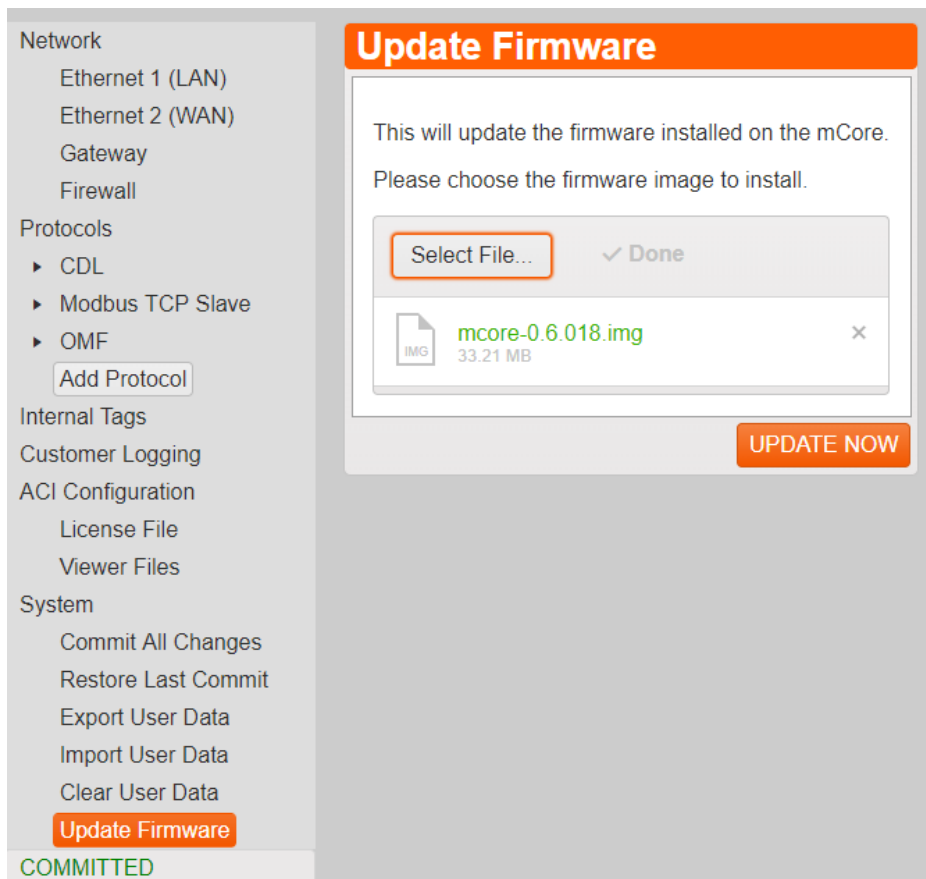 Network
Ethernet 1 (LAN)
Ethernet 2 (WAN)
Gateway
Firewall
Protocols
CDL
Modbus TCP Slave
OMF
Add Protocol
Internal Tags
Customer Logging
ACI Configuration
License File
Viewer Files
System
Commit All Changes
Restore Last Commit
Export User Data
Import User Data
Clear User Data
Update Firmware
COMMITTED
Update Firmware
This will update the firmware installed on the mCore.
Please choose the firmware image to install.
Select File... ✓ Done
IMG
mcore-0.6.018.img ×
33.21 MB
UPDATE NOW